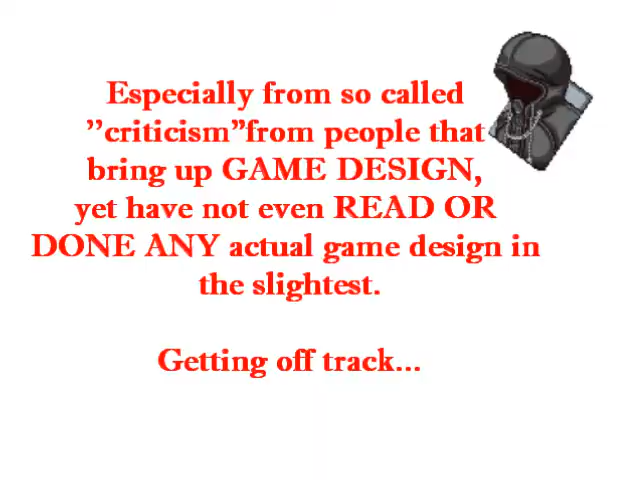 Especially from so called
’’criticism”from people that
bring up GAME DESIGN,
yet have not even READ OR
DONE ANY actual game design in
the slightest.
Getting off track...